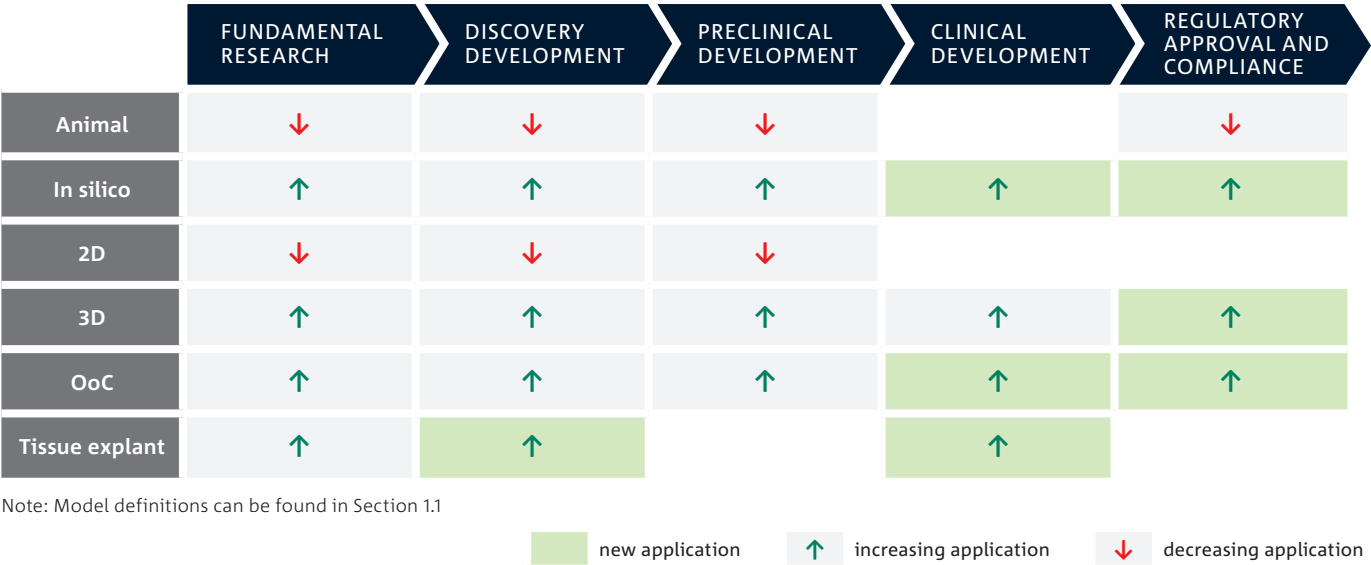 FUNDAMENTAL
RESEARCH
DISCOVERY
DEVELOPMENT
PRECLINICAL
DEVELOPMENT
CLINICAL
DEVELOPMENT
REGULATORY
APPROVAL AND
COMPLIANCE
Animal
In silico
2D
3D
OoC
Tissue explant
Note: Model definitions can be found in Section 1.1
new application
increasing application
decreasing application